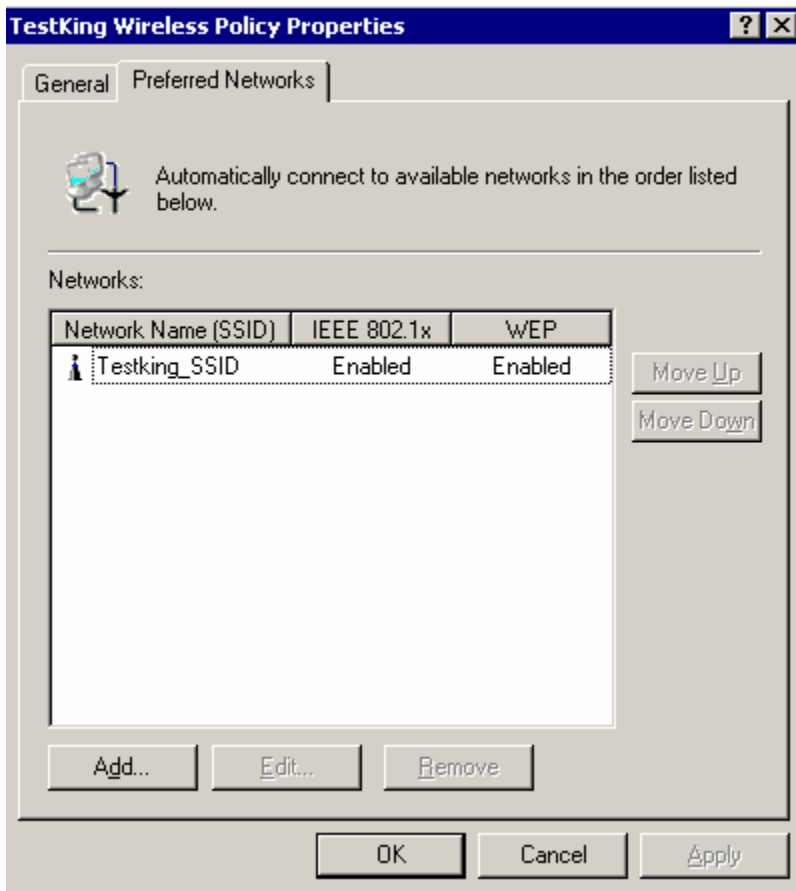 TestKing Wireless Policy Properties
General Preferred Networks
Automatically connect to available networks in the order listed
below.
Networks:
Network Name (SSID) IEEE 802.1x WEP
Testking_SSID Enabled Enabled
Move Up
Move Down
Add... Edit... Remove
OK Cancel Apply